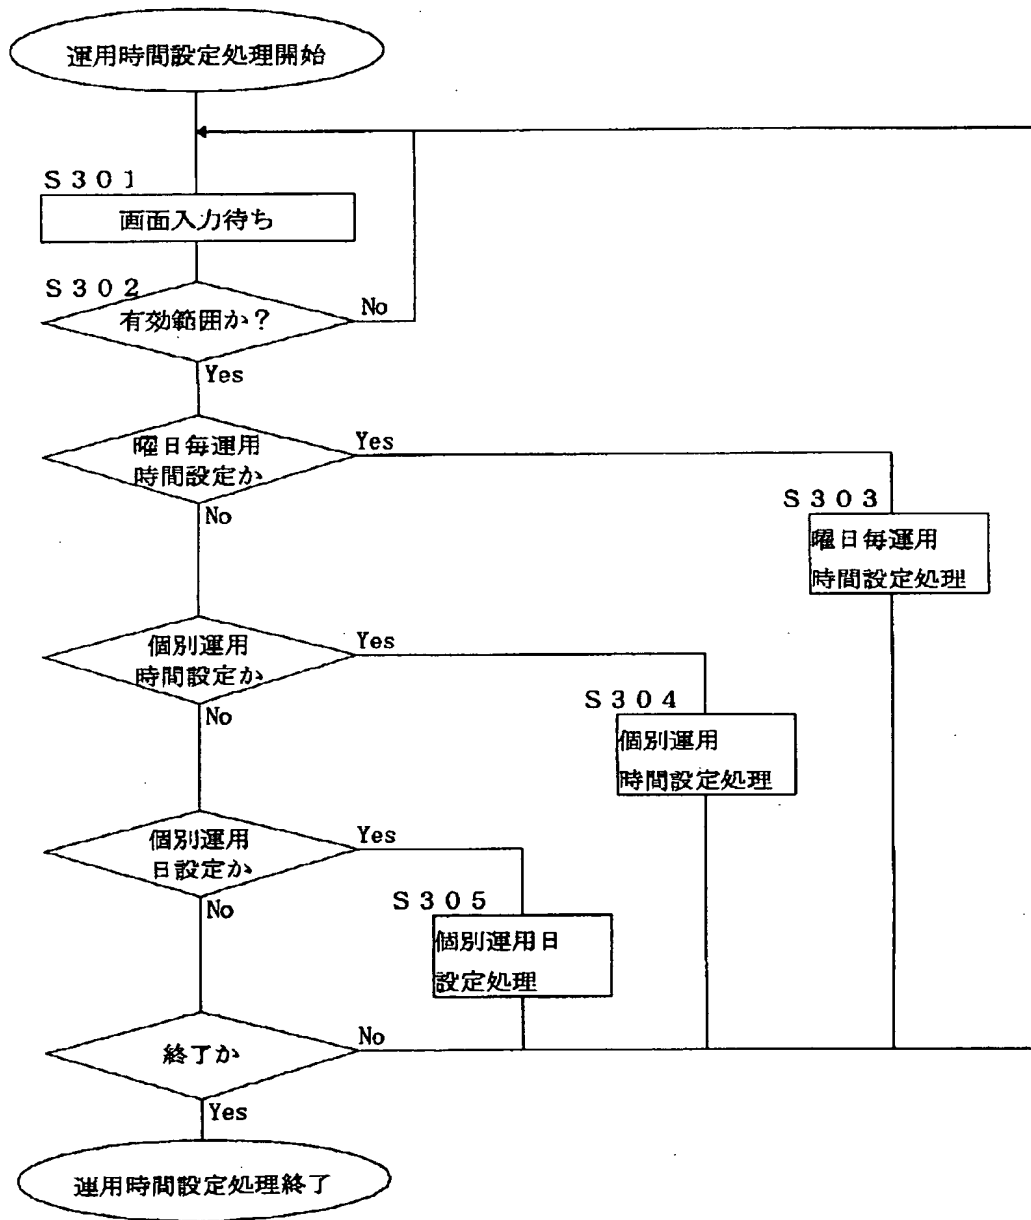 運用時間設定処理開始
S301
画面入力待ち
S302
有効範囲か?
No
Yes
曜日毎運用
時間設定か
Yes
No
S303
曜日毎運用
時間設定処理
個別運用
時間設定か
Yes
No
S304
個別運用
時間設定処理
個別運用
日設定か
Yes
No
S305
個別運用日
設定処理
終了か
No
Yes
運用時間設定処理終了